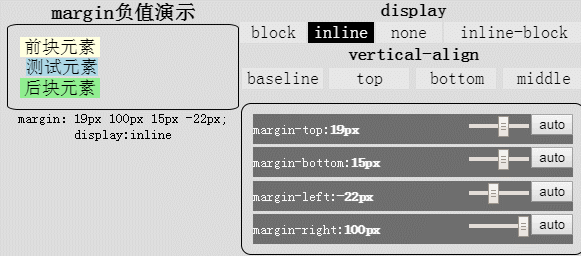 margin负值演示
前块元素
测试元素
后块元素
margin: 19px 100px 15px -22px;
display:inline
display
block inline none inline-block
vertical-align
baseline top bottom middle
margin-top:19px auto
margin-bottom:15px auto
margin-left:-22px auto
margin-right:100px auto